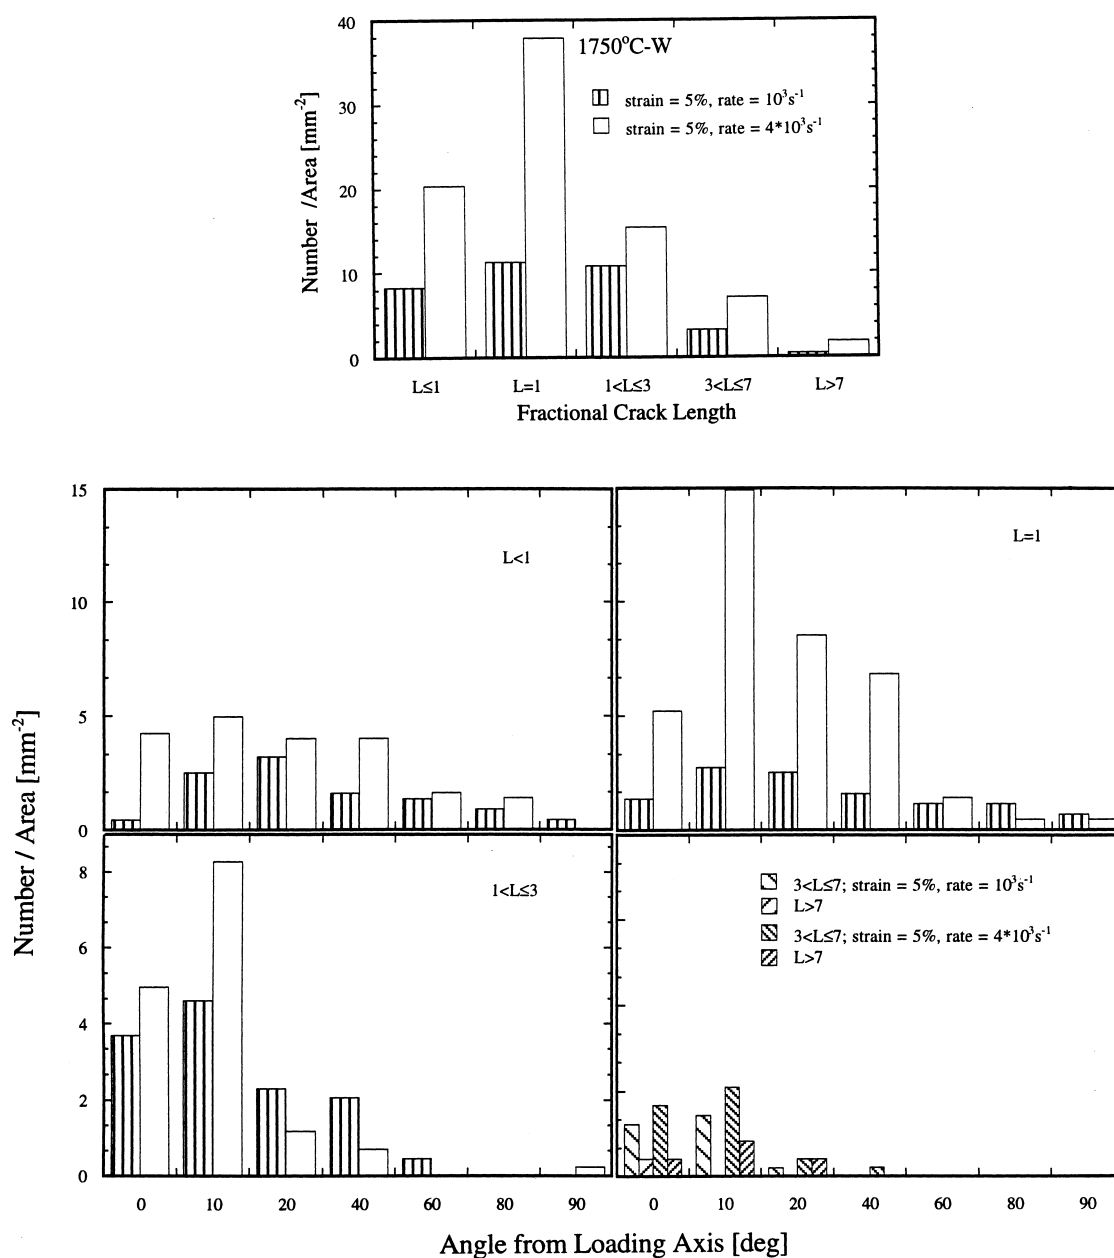 40
30
20
10
0
Number /Area [mm⁻²]
1750°C-W
strain = 5%, rate = 10³s⁻¹
strain = 5%, rate = 4*10³s⁻¹
L≤1 L=1 1<L≤3 3<L≤7 L>7
Fractional Crack Length
15
10
5
0
L<1
L=1
Number / Area [mm⁻²]
8
6
4
2
0
1<L≤3
3<L≤7; strain = 5%, rate = 10³s⁻¹
L>7
3<L≤7; strain = 5%, rate = 4*10³s⁻¹
L>7
0 10 20 40 60 80 90 0 10 20 40 60 80 90
Angle from Loading Axis [deg]